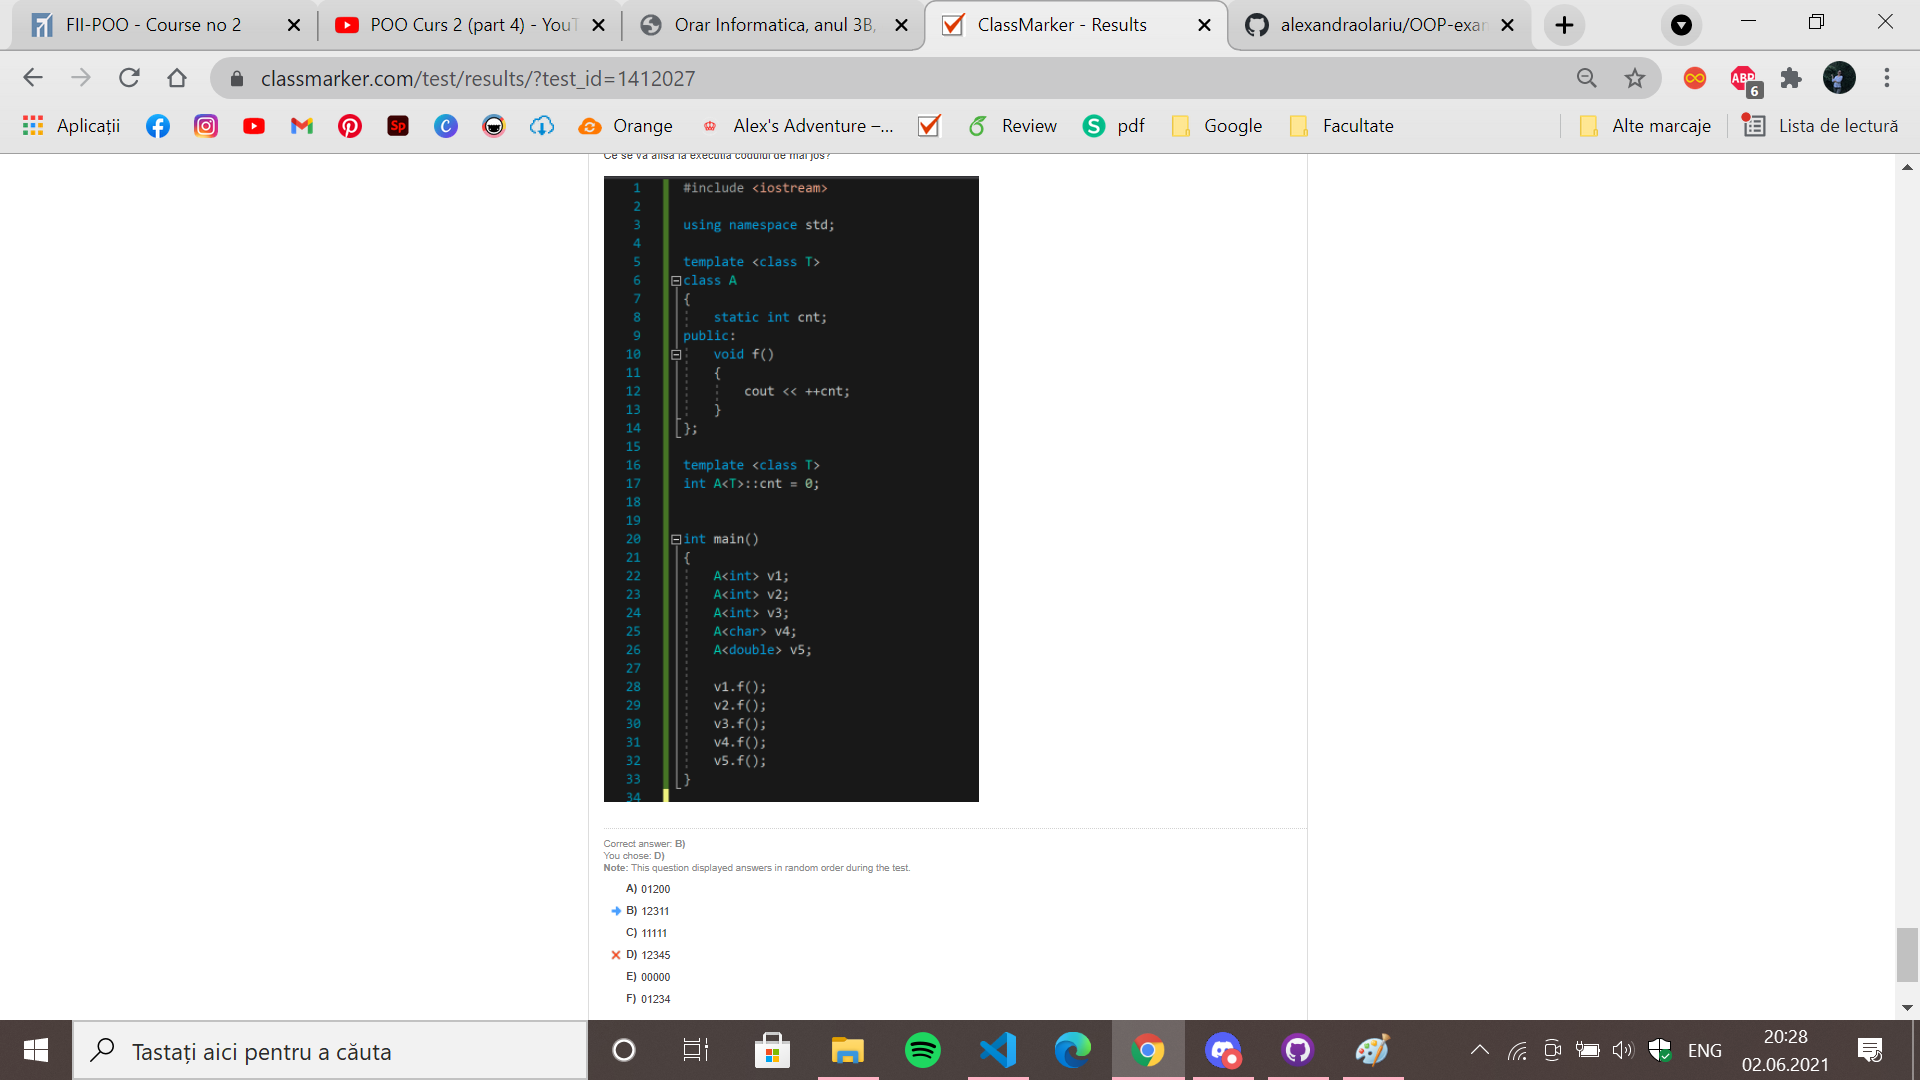 FII-POO - Course no 2
POO Curs 2 (part 4) - YouT
Orar Informatica, anul 3B,
ClassMarker - Results
alexandraolariu/OOP-exar
classmarker.com/test/results/?test_id=1412027
ABP
6
Aplicații
Sp
C
Orange
Alex's Adventure –...
Review
S
pdf
Google
Facultate
Alte marcaje
Lista de lectură
Ce se va afisa la executia codului de mai jos?
1 #include <iostream>
2
3 using namespace std;
4
5 template <class T>
6 class A
7 {
8 static int cnt;
9 public:
10 void f()
11 {
12 cout << ++cnt;
13 }
14 };
15
16 template <class T>
17 int A<T>::cnt = 0;
18
19
20 int main()
21 {
22 A<int> v1;
23 A<int> v2;
24 A<int> v3;
25 A<char> v4;
26 A<double> v5;
27
28 v1.f();
29 v2.f();
30 v3.f();
31 v4.f();
32 v5.f();
33 }
34
Correct answer: B)
You chose: D)
Note: This question displayed answers in random order during the test.
A) 01200
B) 12311
C) 11111
D) 12345
E) 00000
F) 01234
Tastați aici pentru a căuta
ENG
20:28
02.06.2021